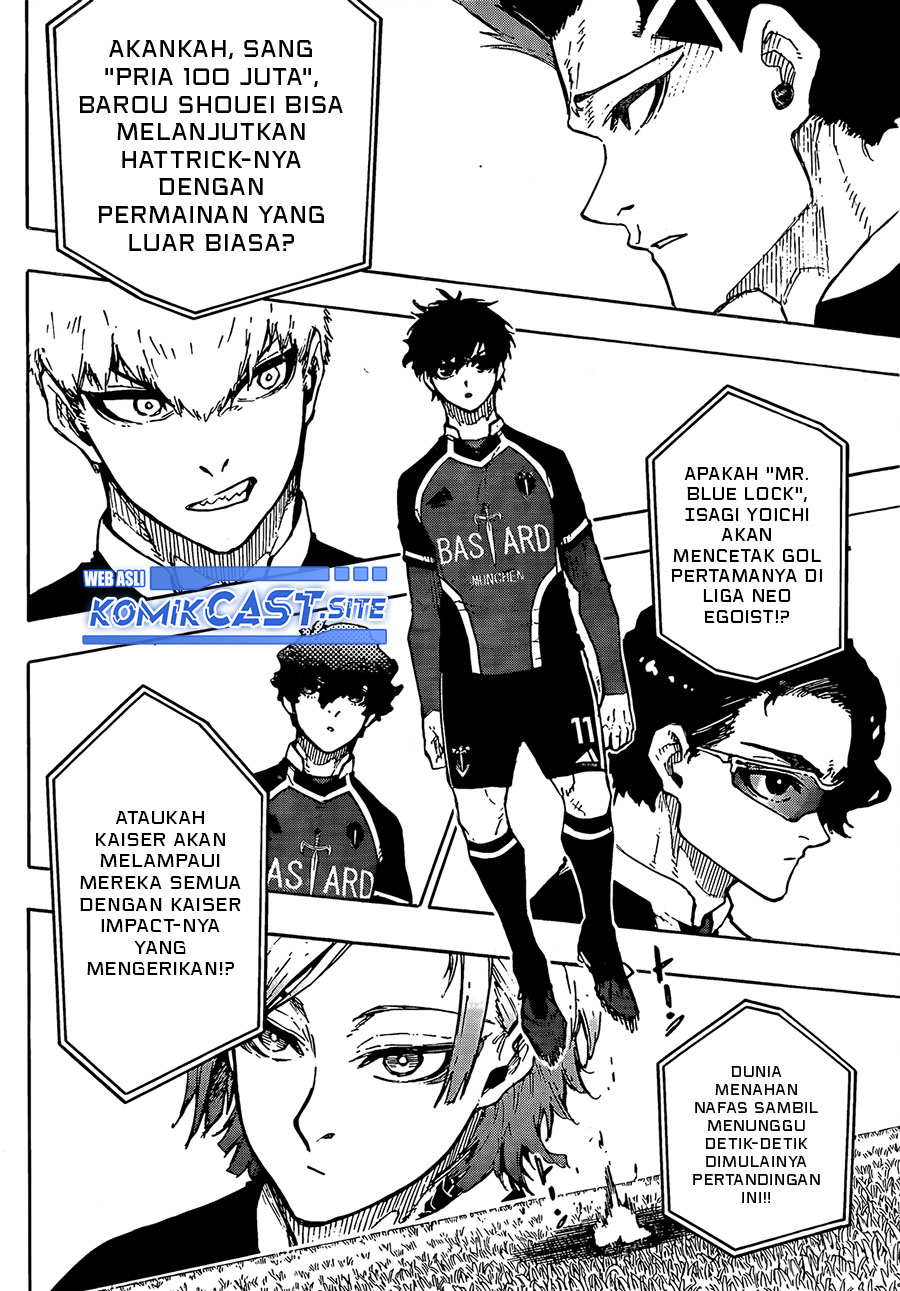 AKANKAH, SANG
"PRIA 100 JUTA",
BAROU SHOUEI BISA
MELANJUTKAN
HATTRICK-NYA
DENGAN
PERMAINAN YANG
LUAR BIASA?
APAKAH "MR.
BLUE LOCK",
ISAGI YOICHI
AKAN
MENCETAK GOL
PERTAMANYA DI
LIGA NEO
EGOIST!?
BASTARD
MÜNCHEN
11
WEB ASLI
KOMIKCAST.SITE
BASTARD
ATAUKAH
KAISER AKAN
MELAMPAUI
MEREKA SEMUA
DENGAN KAISER
IMPACT-NYA
YANG
MENGERIKAN!?
DUNIA
MENAHAN
NAFAS SAMBIL
MENUNGGU
DETIK-DETIK
DIMULAINYA
PERTANDINGAN
INI!!